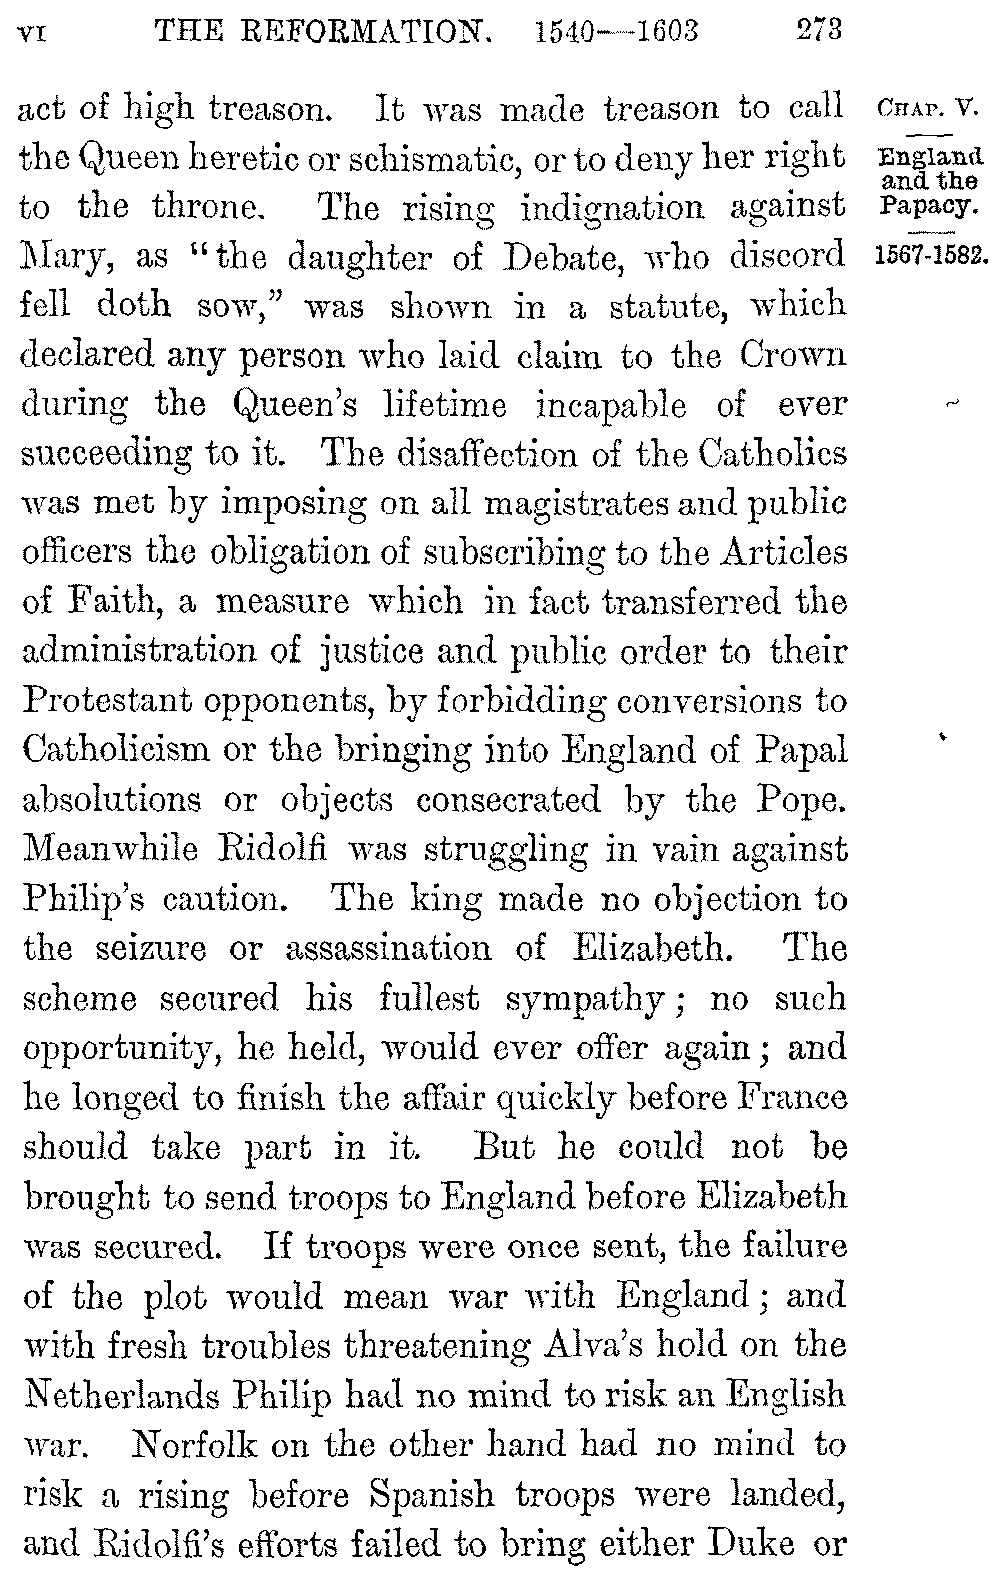 VI THE REFORMATION. 1540—1603 273
act of high treason. It was made treason to call
the Queen heretic or schismatic, or to deny her right
to the throne. The rising indignation against
Mary, as "the daughter of Debate, who discord
fell doth sow," was shown in a statute, which
declared any person who laid claim to the Crown
during the Queen's lifetime incapable of ever
succeeding to it. The disaffection of the Catholics
was met by imposing on all magistrates and public
officers the obligation of subscribing to the Articles
of Faith, a measure which in fact transferred the
administration of justice and public order to their
Protestant opponents, by forbidding conversions to
Catholicism or the bringing into England of Papal
absolutions or objects consecrated by the Pope.
Meanwhile Ridolfi was struggling in vain against
Philip's caution. The king made no objection to
the seizure or assassination of Elizabeth. The
scheme secured his fullest sympathy; no such
opportunity, he held, would ever offer again; and
he longed to finish the affair quickly before France
should take part in it. But he could not be
brought to send troops to England before Elizabeth
was secured. If troops were once sent, the failure
of the plot would mean war with England; and
with fresh troubles threatening Alva's hold on the
Netherlands Philip had no mind to risk an English
war. Norfolk on the other hand had no mind to
risk a rising before Spanish troops were landed,
and Ridolfi's efforts failed to bring either Duke or
CHAP. V.
England
and the
Papacy.
1567-1582.